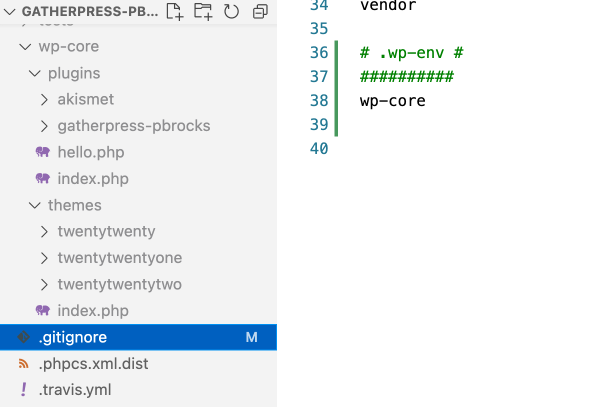 GATHERPRESS-PB...
wp-core
plugins
akismet
gatherpress-pbrocks
hello.php
index.php
themes
twentytwenty
twentytwentyone
twentytwentytwo
index.php
.gitignore M
.phpcs.xml.dist
! .travis.yml
34 vendor
35
36 # .wp-env #
37 ##########
38 wp-core
39
40